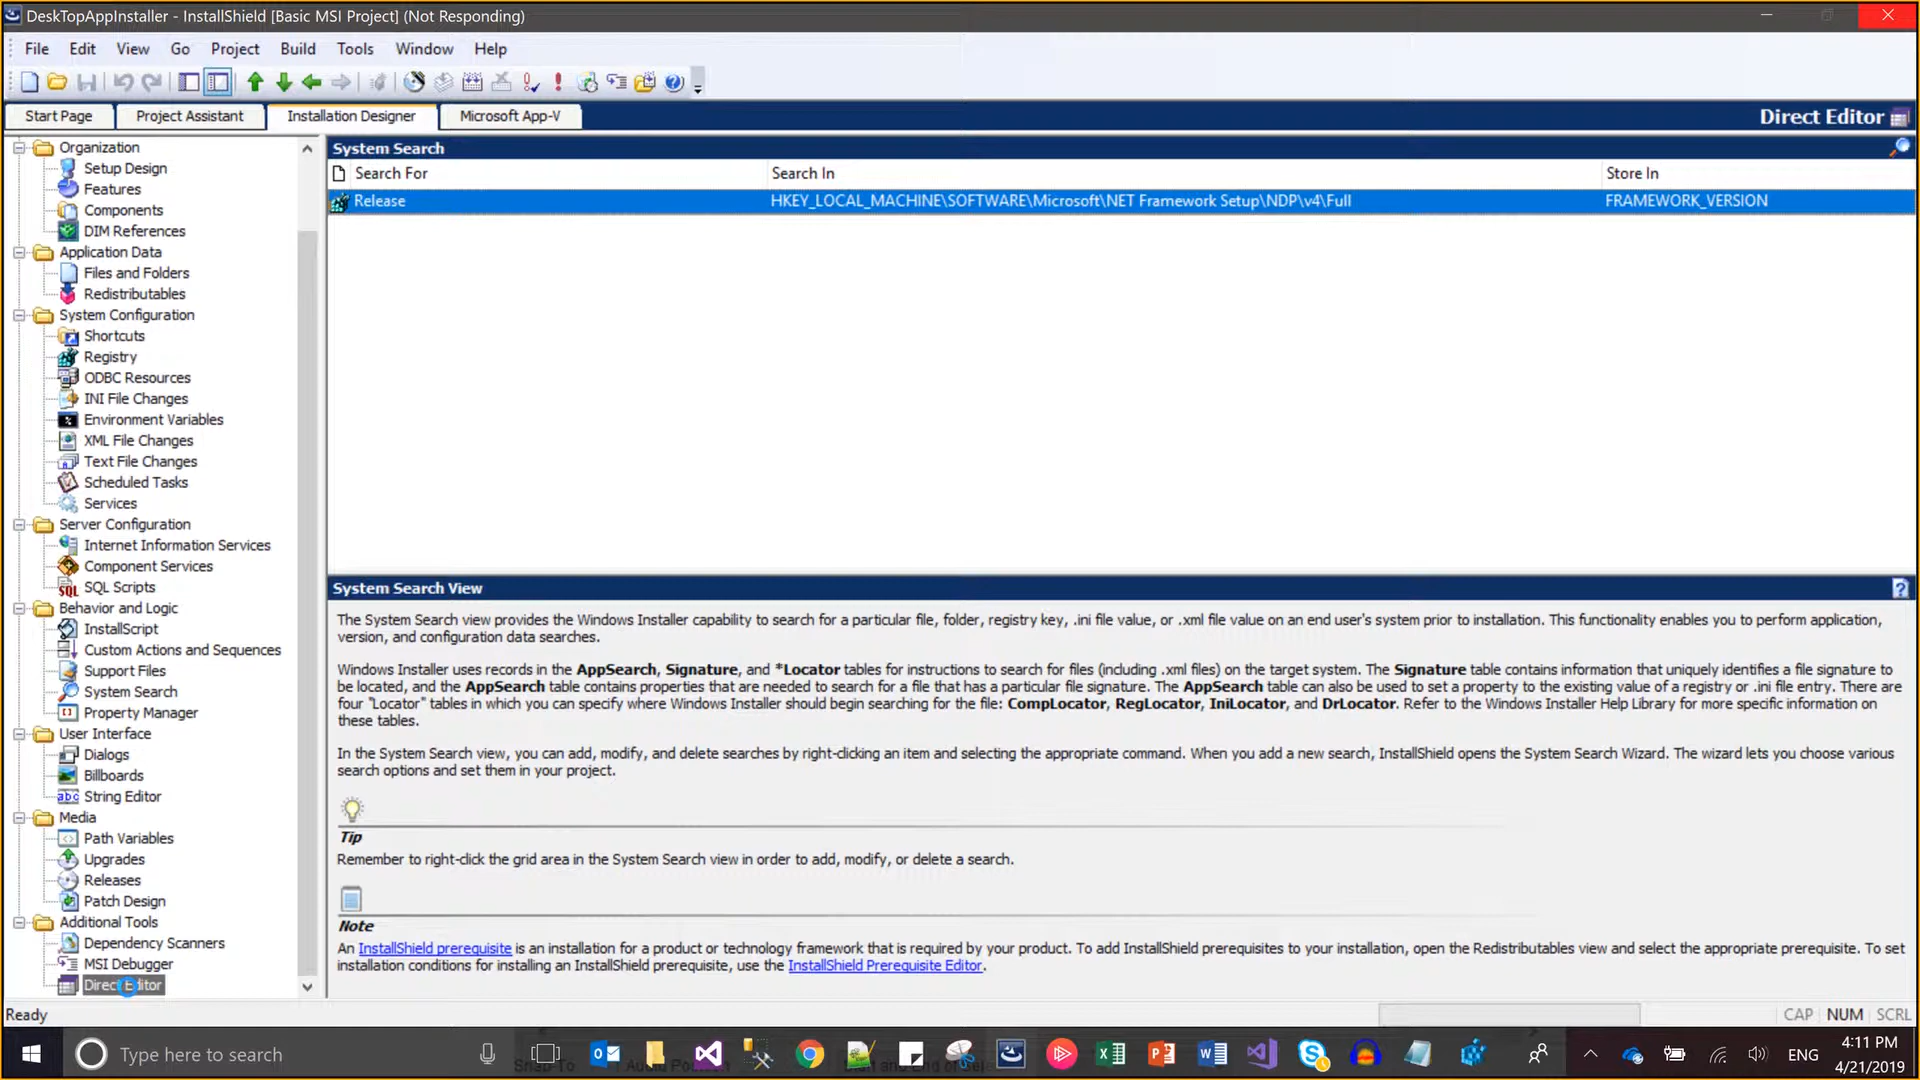 DeskTopAppInstaller - InstallShield [Basic MSI Project] (Not Responding)
File Edit View Go Project Build Tools Window Help
Start Page Project Assistant Installation Designer Microsoft App-V Direct Editor
Organization
Setup Design
Features
Components
DIM References
Application Data
Files and Folders
Redistributables
System Configuration
Shortcuts
Registry
ODBC Resources
INI File Changes
Environment Variables
XML File Changes
Text File Changes
Scheduled Tasks
Services
Server Configuration
Internet Information Services
Component Services
SQL Scripts
Behavior and Logic
InstallScript
Custom Actions and Sequences
Support Files
System Search
Property Manager
User Interface
Dialogs
Billboards
String Editor
Media
Path Variables
Upgrades
Releases
Patch Design
Additional Tools
Dependency Scanners
MSI Debugger
Direct Editor
System Search
Search For Search In Store In
Release HKEY_LOCAL_MACHINE\SOFTWARE\Microsoft\NET Framework Setup\NDP\v4\Full FRAMEWORK_VERSION
System Search View
The System Search view provides the Windows Installer capability to search for a particular file, folder, registry key, .ini file value, or .xml file value on an end user's system prior to installation. This functionality enables you to perform application,
version, and configuration data searches.
Windows Installer uses records in the AppSearch, Signature, and *Locator tables for instructions to search for files (including .xml files) on the target system. The Signature table contains information that uniquely identifies a file signature to
be located, and the AppSearch table contains properties that are needed to search for a file that has a particular file signature. The AppSearch table can also be used to set a property to the existing value of a registry or .ini file entry. There are
four "Locator" tables in which you can specify where Windows Installer should begin searching for the file: CompLocator, RegLocator, IniLocator, and DrLocator. Refer to the Windows Installer Help Library for more specific information on
these tables.
In the System Search view, you can add, modify, and delete searches by right-clicking an item and selecting the appropriate command. When you add a new search, InstallShield opens the System Search Wizard. The wizard lets you choose various
search options and set them in your project.
Tip
Remember to right-click the grid area in the System Search view in order to add, modify, or delete a search.
Note
An InstallShield prerequisite is an installation for a product or technology framework that is required by your product. To add InstallShield prerequisites to your installation, open the Redistributables view and select the appropriate prerequisite. To set
installation conditions for installing an InstallShield prerequisite, use the InstallShield Prerequisite Editor.
Ready CAP NUM SCRL
Type here to search
ENG
4:11 PM
4/21/2019